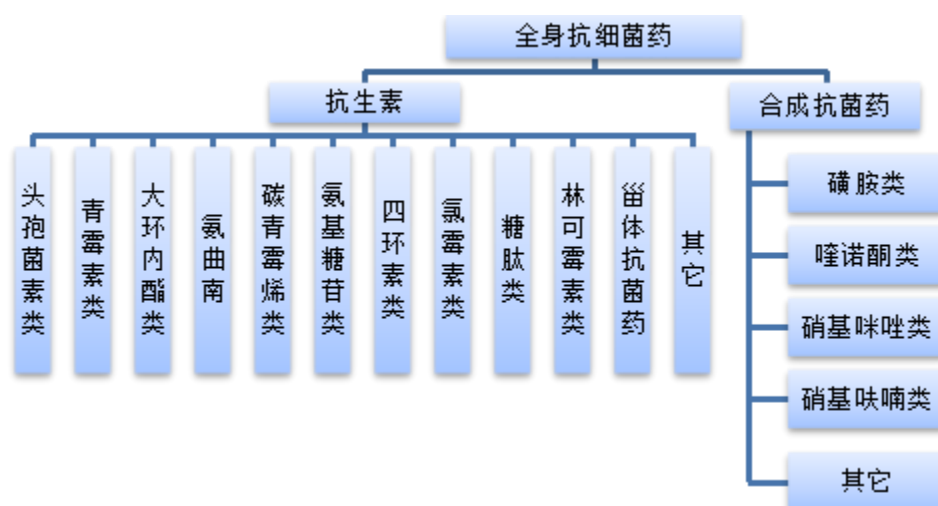 全身抗细菌药
抗生素
合成抗菌药
头孢菌素类
青霉素类
大环内酯类
氨曲南
碳青霉烯类
氨基糖苷类
四环素类
氯霉素类
糖肽类
林可霉素类
甾体抗菌药
其它
磺胺类
喹诺酮类
硝基咪唑类
硝基呋喃类
其它